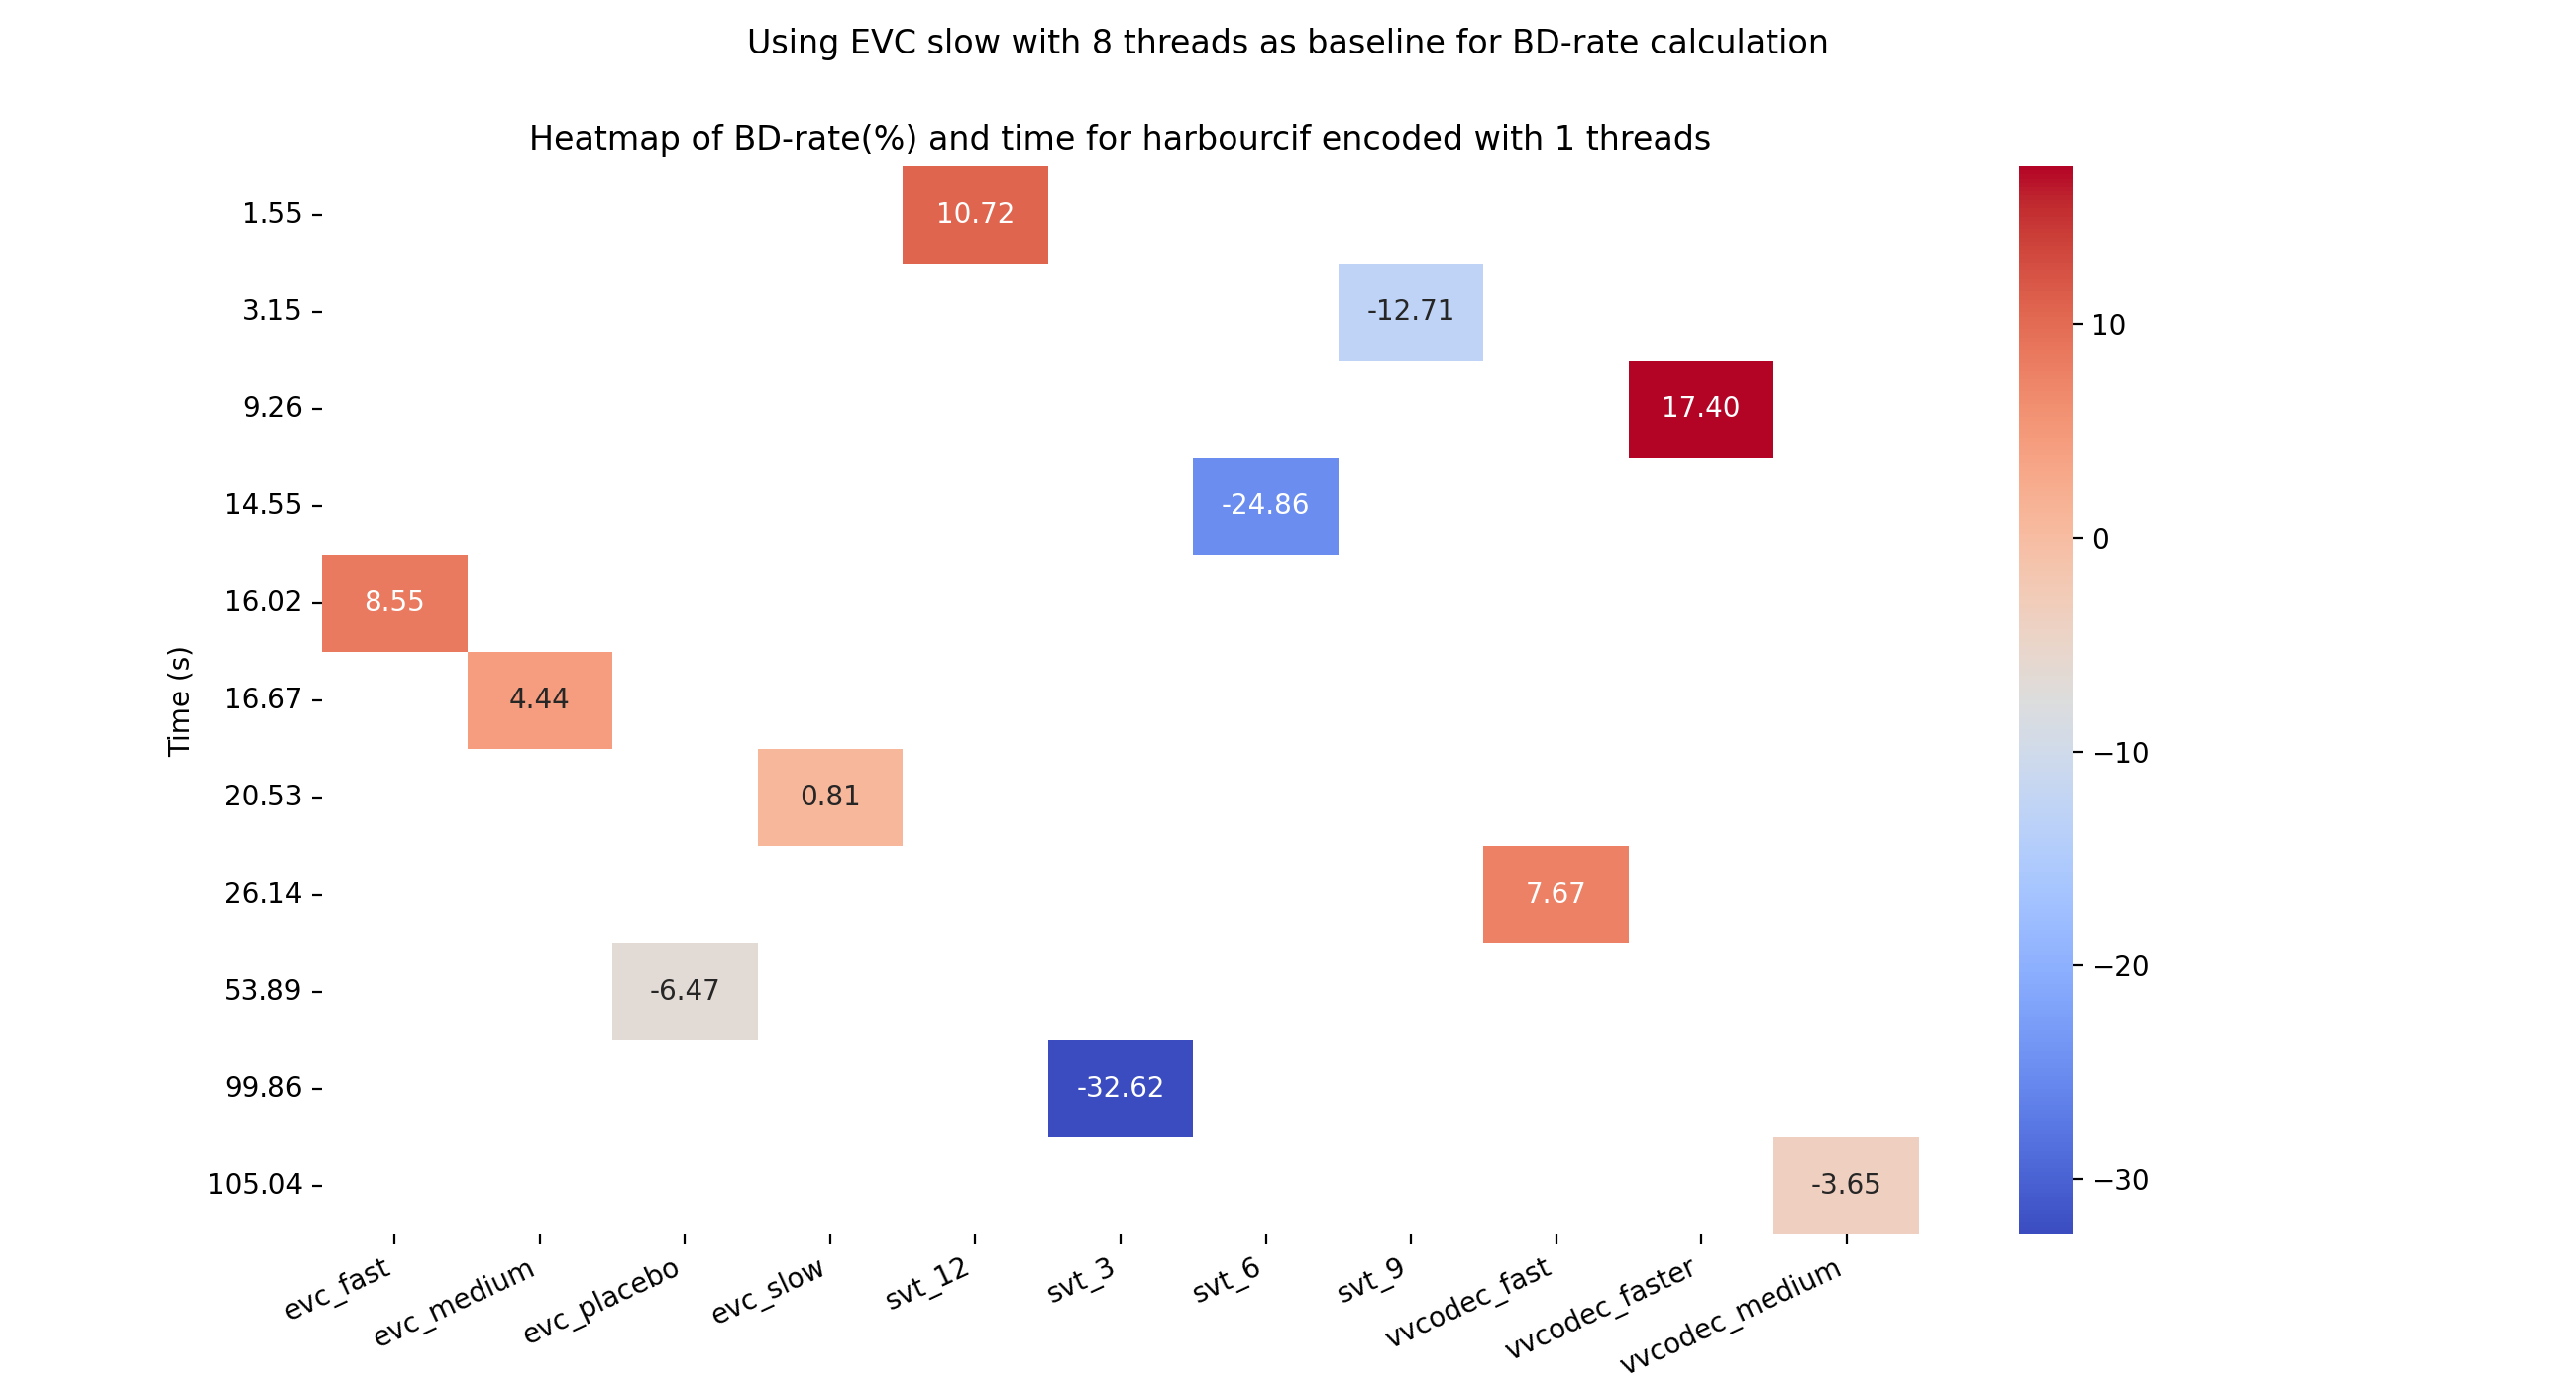 Using EVC slow with 8 threads as baseline for BD-rate calculation
Heatmap of BD-rate(%) and time for harbourcif encoded with 1 threads
Time (s)
1.55
10.72
3.15
-12.71
9.26
17.40
14.55
-24.86
16.02
8.55
16.67
4.44
20.53
0.81
26.14
7.67
53.89
-6.47
99.86
-32.62
105.04
-3.65
evc_fast
evc_medium
evc_placebo
evc_slow
svt_12
svt_3
svt_6
svt_9
vvcodec_fast
vvcodec_faster
vvcodec_medium
10
0
−10
−20
−30